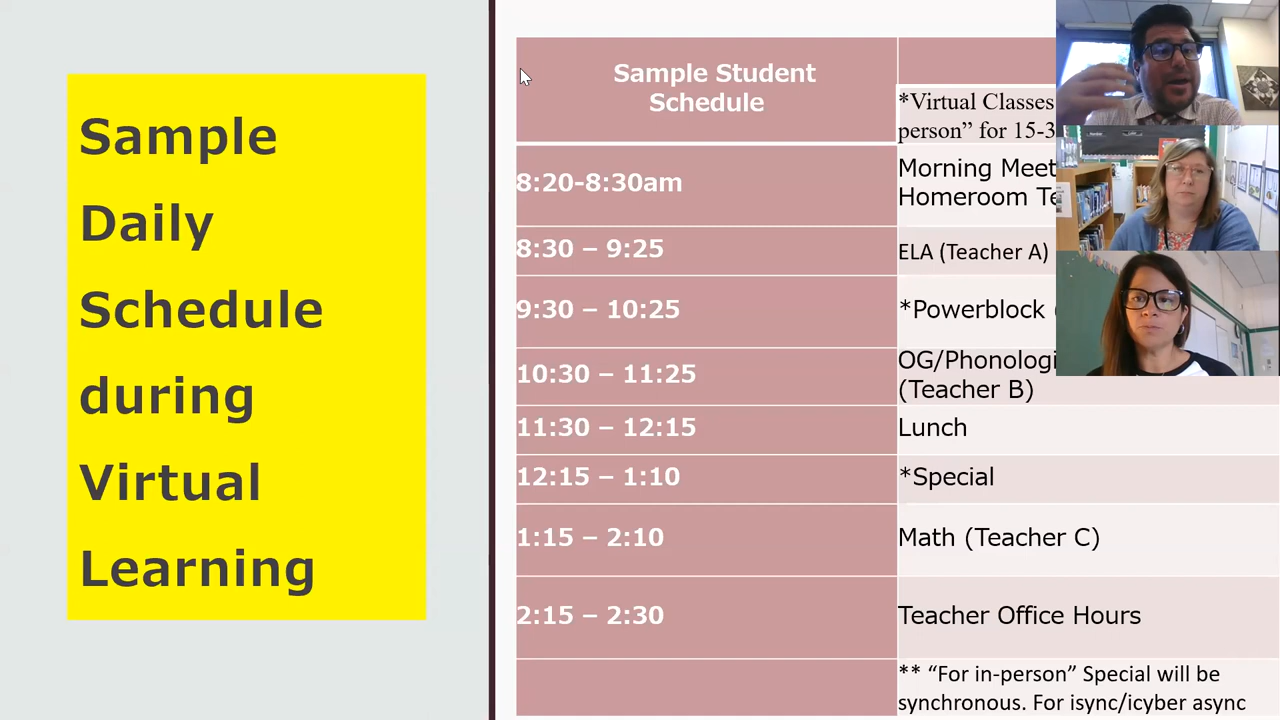 Sample
Daily
Schedule
during
Virtual
Learning
Sample Student
Schedule
*Virtual Classes
person” for 15-3
8:20-8:30am
Morning Meet
Homeroom Te
8:30 – 9:25
ELA (Teacher A)
9:30 – 10:25
*Powerblock
10:30 – 11:25
OG/Phonologi
(Teacher B)
11:30 – 12:15
Lunch
12:15 – 1:10
*Special
1:15 – 2:10
Math (Teacher C)
2:15 – 2:30
Teacher Office Hours
** “For in-person” Special will be
synchronous. For isync/icyber async